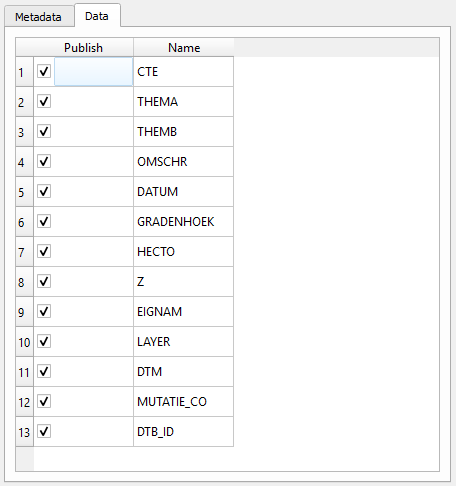 Metadata Data
Publish Name
1 CTE
2 THEMA
3 THEMB
4 OMSCHR
5 DATUM
6 GRADENHOEK
7 HECTO
8 Z
9 EIGNAM
10 LAYER
11 DTM
12 MUTATIE_CO
13 DTB_ID